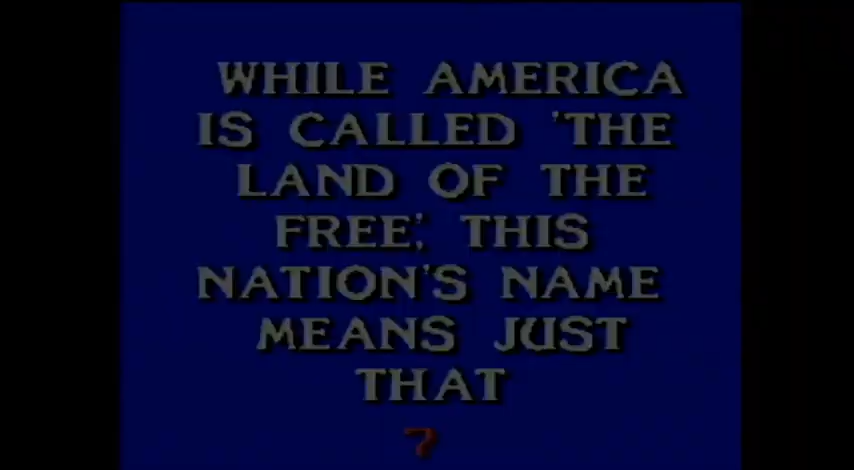 WHILE AMERICA
IS CALLED 'THE
LAND OF THE
FREE', THIS
NATION'S NAME
MEANS JUST
THAT
7